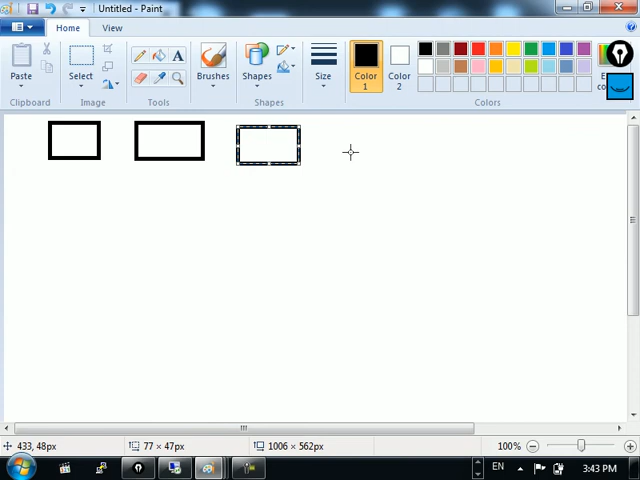 Untitled - Paint
Home View
Paste Select Brushes Shapes Size Color 1 Color 2
Clipboard Image Tools Shapes Colors
433, 48px 77 × 47px 1006 × 562px 100%
EN 3:43 PM